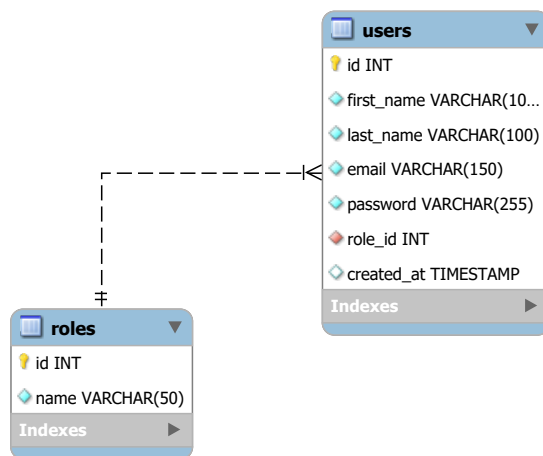 users
id INT
first_name VARCHAR(10...
last_name VARCHAR(100)
email VARCHAR(150)
password VARCHAR(255)
role_id INT
created_at TIMESTAMP
Indexes
roles
id INT
name VARCHAR(50)
Indexes